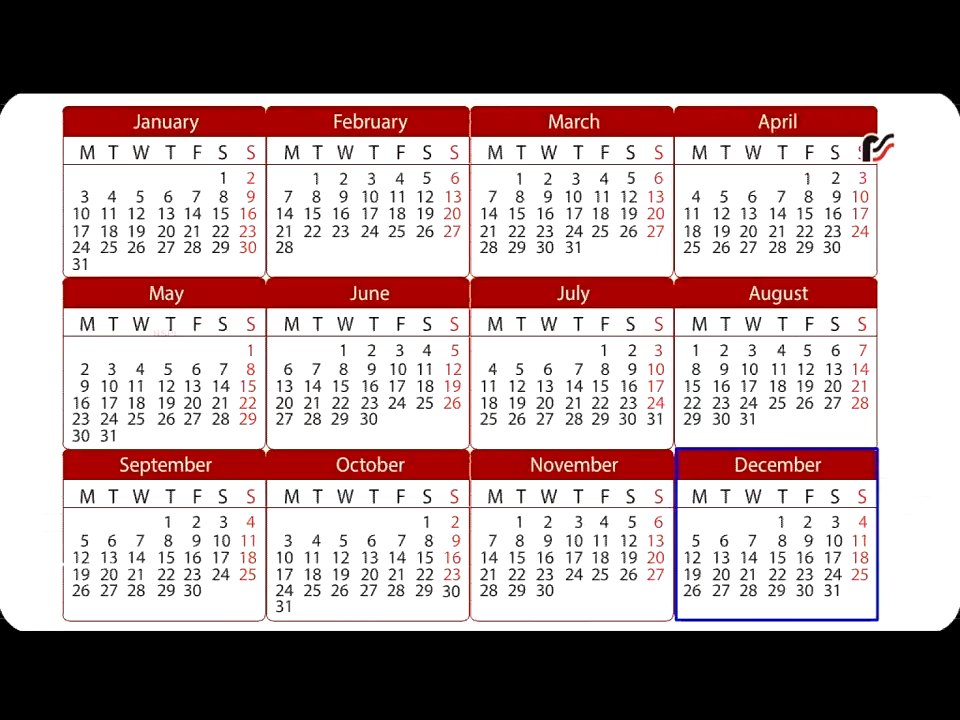 January
M T W T F S S
1 2
3 4 5 6 7 8 9
10 11 12 13 14 15 16
17 18 19 20 21 22 23
24 25 26 27 28 29 30
31
February
M T W T F S S
1 2 3 4 5 6
7 8 9 10 11 12 13
14 15 16 17 18 19 20
21 22 23 24 25 26 27
28
March
M T W T F S S
1 2 3 4 5 6
7 8 9 10 11 12 13
14 15 16 17 18 19 20
21 22 23 24 25 26 27
28 29 30 31
April
M T W T F S
1 2 3
4 5 6 7 8 9 10
11 12 13 14 15 16 17
18 19 20 21 22 23 24
25 26 27 28 29 30
May
M T W T F S S
1
2 3 4 5 6 7 8
9 10 11 12 13 14 15
16 17 18 19 20 21 22
23 24 25 26 27 28 29
30 31
June
M T W T F S S
1 2 3 4 5
6 7 8 9 10 11 12
13 14 15 16 17 18 19
20 21 22 23 24 25 26
27 28 29 30
July
M T W T F S S
1 2 3
4 5 6 7 8 9 10
11 12 13 14 15 16 17
18 19 20 21 22 23 24
25 26 27 28 29 30 31
August
M T W T F S S
1 2 3 4 5 6 7
8 9 10 11 12 13 14
15 16 17 18 19 20 21
22 23 24 25 26 27 28
29 30 31
September
M T W T F S S
1 2 3 4
5 6 7 8 9 10 11
12 13 14 15 16 17 18
19 20 21 22 23 24 25
26 27 28 29 30
October
M T W T F S S
1 2
3 4 5 6 7 8 9
10 11 12 13 14 15 16
17 18 19 20 21 22 23
24 25 26 27 28 29 30
31
November
M T W T F S S
1 2 3 4 5 6
7 8 9 10 11 12 13
14 15 16 17 18 19 20
21 22 23 24 25 26 27
28 29 30
December
M T W T F S S
1 2 3 4
5 6 7 8 9 10 11
12 13 14 15 16 17 18
19 20 21 22 23 24 25
26 27 28 29 30 31